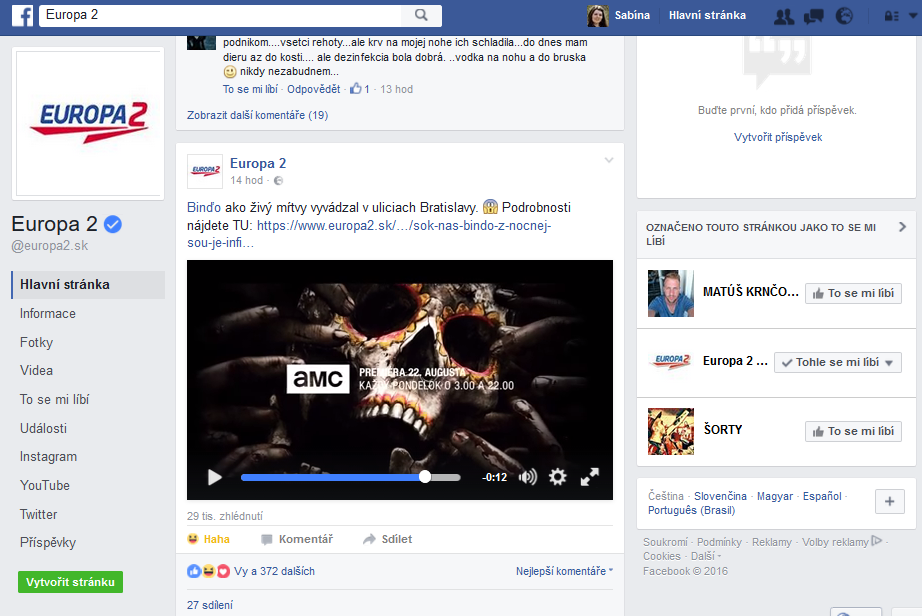 Europa 2
Sabína
Hlavní stránka
EUROPA 2
Europa 2
@europa2.sk
Hlavní stránka
Informace
Fotky
Videa
To se mi líbí
Události
Instagram
YouTube
Twitter
Příspěvky
Vytvořit stránku
podnikom....vsetci rehoty...ale krv na mojej nohe ich schladila...do dnes mam
dieru az do kosti.... ale dezinfekcia bola dobrá. ..vodka na nohu a do bruska
🙂 nikdy nezabudnem...
To se mi líbí · Odpovědět · 1 · 13 hod
Zobrazit další komentáře (19)
EUROPA 2
Europa 2
14 hod ·
Binďo ako živý mŕtvy vyvádzal v uliciach Bratislavy. 😱 Podrobnosti
nájdete TU: https://www.europa2.sk/…/sok-nas-bindo-z-nocnej-
sou-je-infi…
amc
PREMIÉRA 22. AUGUSTA
KAŽDÝ PONDELOK O 3.00 A 22.00
-0:12
29 tis. zhlédnutí
Haha
Komentář
Sdílet
Vy a 372 dalších
Nejlepší komentáře
27 sdílení
Buďte první, kdo přidá příspěvek.
Vytvořit příspěvek
OZNAČENO TOUTO STRÁNKOU JAKO TO SE MI
LÍBÍ
MATÚŠ KRNČO...
To se mi líbí
EUROPA 2
Europa 2 ...
Tohle se mi líbí
ŠORTY
To se mi líbí
Čeština · Slovenčina · Magyar · Español ·
Português (Brasil)
+
Soukromí · Podmínky · Reklamy · Volby reklamy ·
Cookies · Další
Facebook © 2016